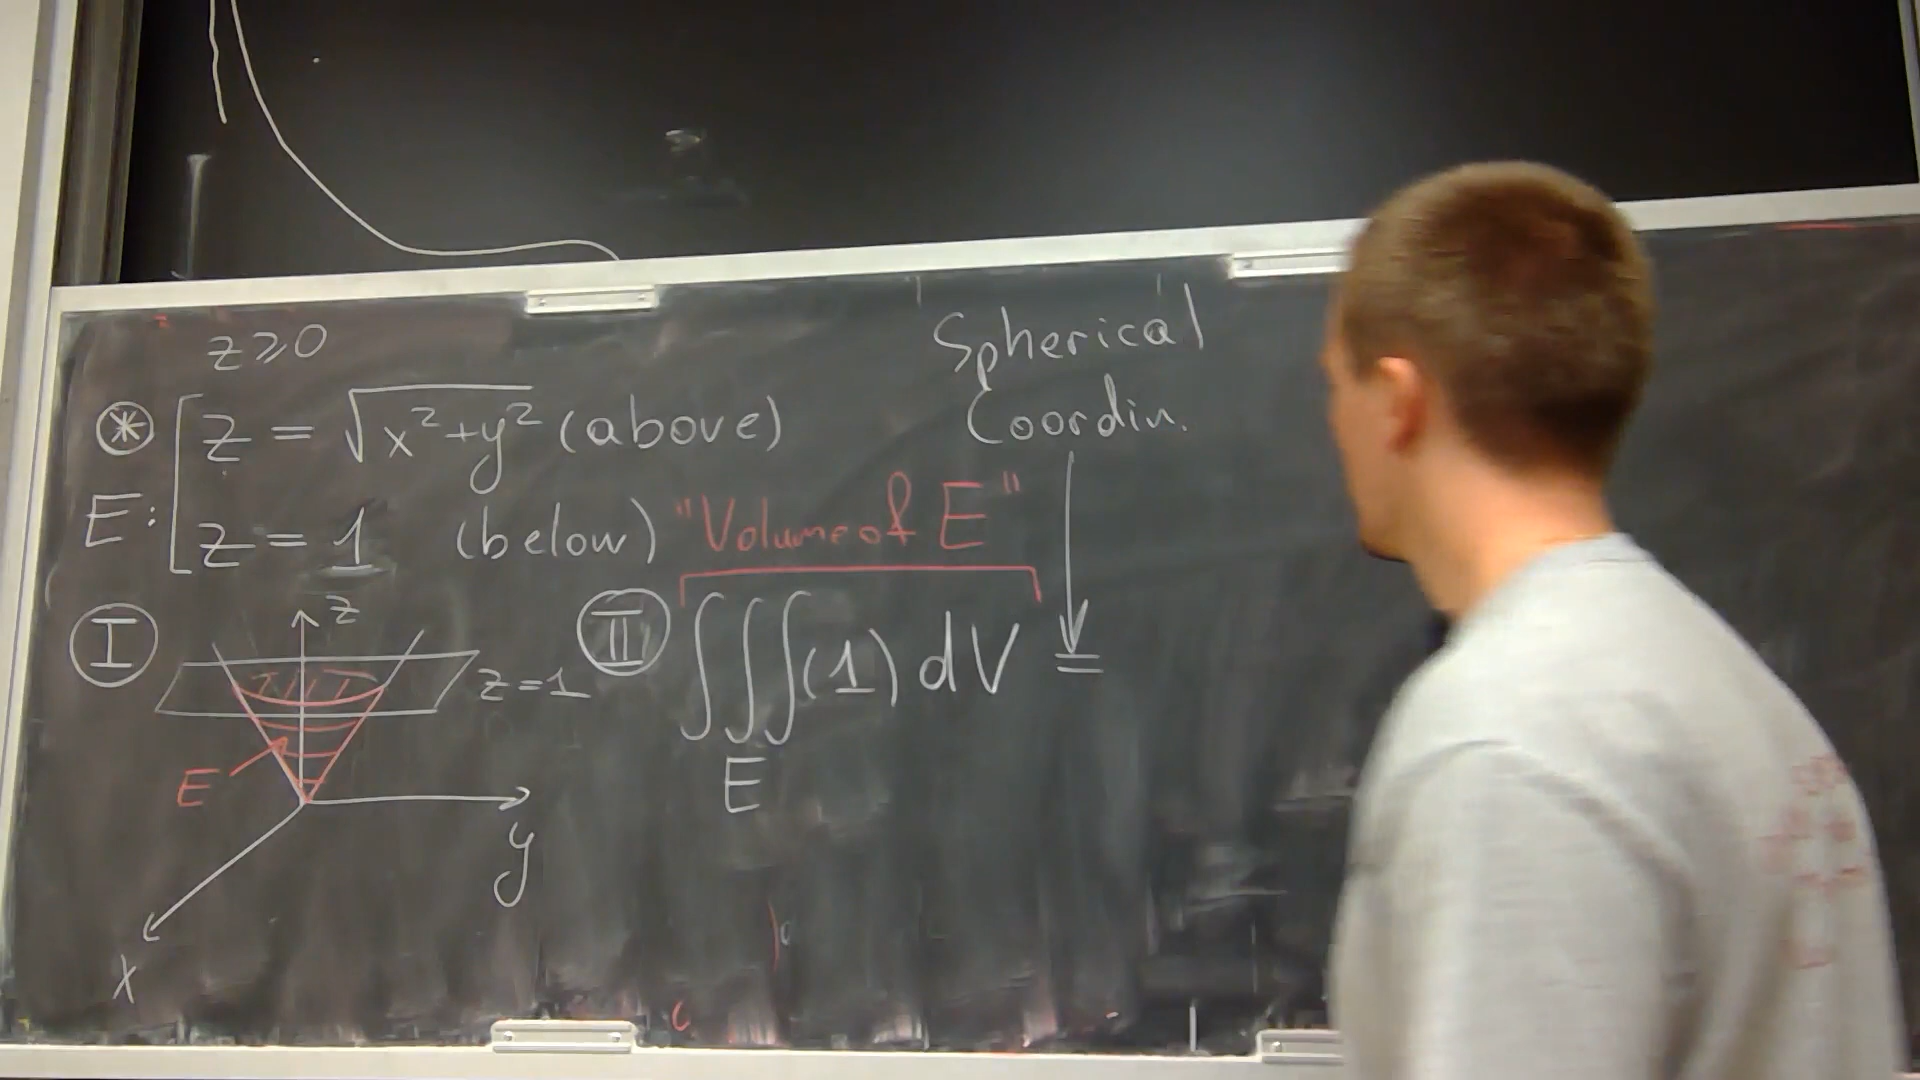 z ⩾ 0
⊛ z = √(x²+y²) (above)
E: z = 1 (below)
Spherical
Coordin.
"Volume of E"
Ⅰ
z
z=1
E
y
x
Ⅱ ∭(1) dV =
E